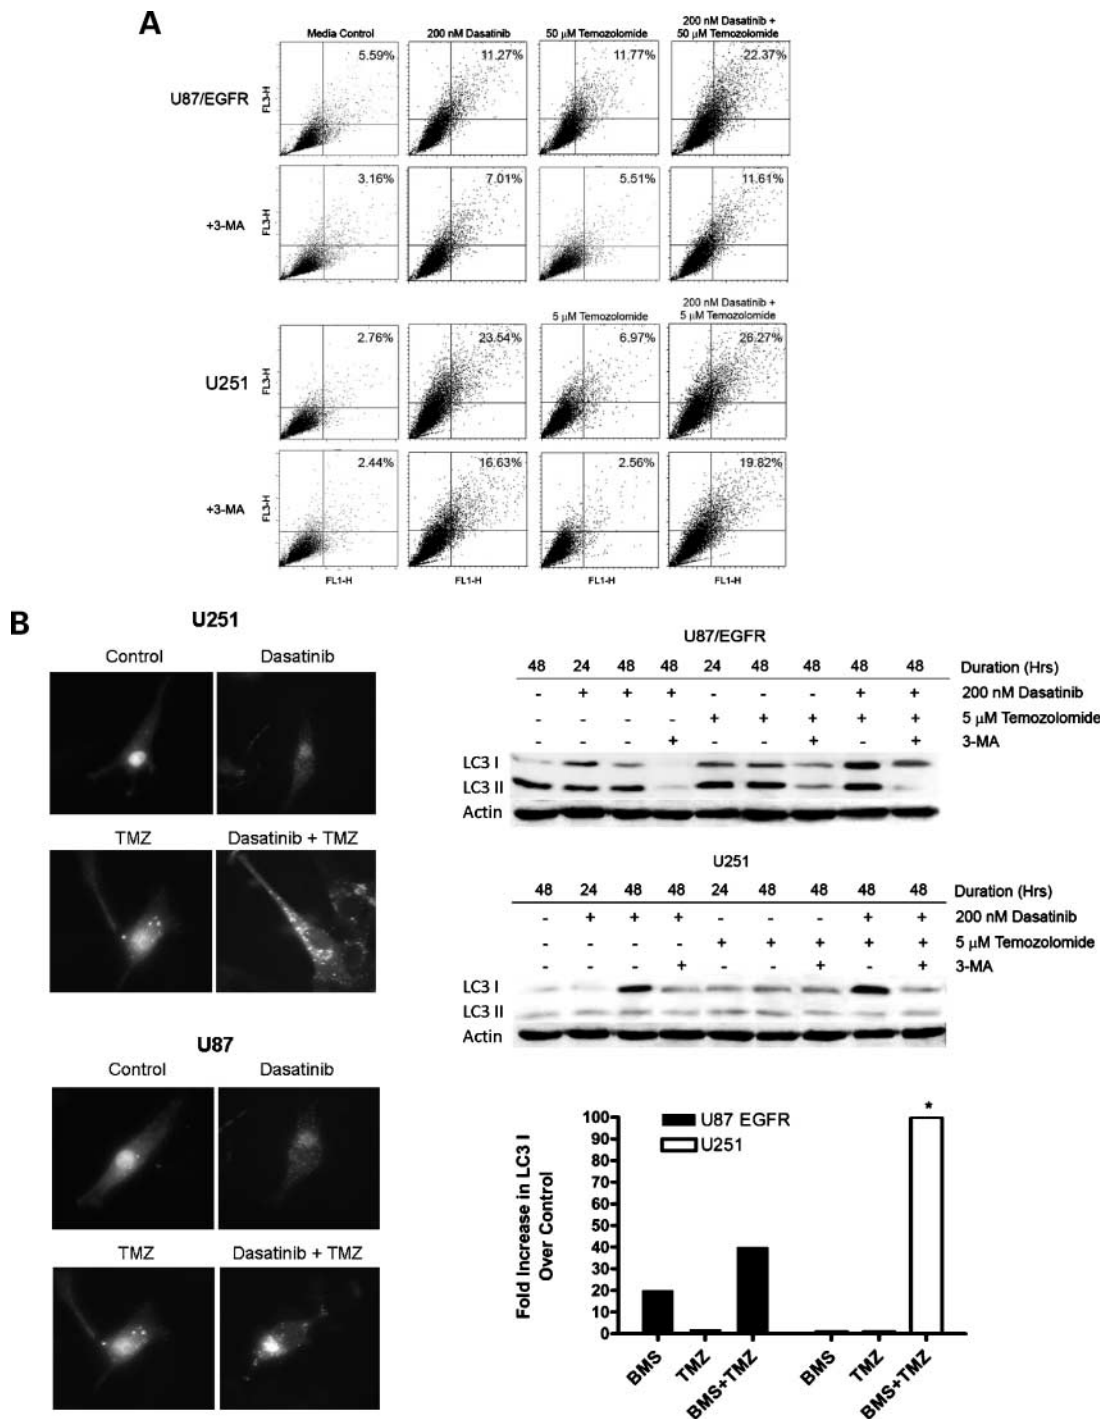 A
Media Control 200 nM Dasatinib 50 µM Temozolomide 200 nM Dasatinib + 50 µM Temozolomide
U87/EGFR FL3-H 5.59% 11.27% 11.77% 22.37%
+3-MA FL3-H 3.16% 7.01% 5.51% 11.61%
5 µM Temozolomide 200 nM Dasatinib + 5 µM Temozolomide
U251 FL3-H 2.76% 23.54% 6.97% 26.27%
+3-MA FL3-H 2.44% 16.63% 2.56% 19.82%
FL1-H FL1-H FL1-H FL1-H
B
U251
Control Dasatinib
TMZ Dasatinib + TMZ
U87
Control Dasatinib
TMZ Dasatinib + TMZ
U87/EGFR
48 24 48 48 24 48 48 48 48 Duration (Hrs)
- + + + - - - + + 200 nM Dasatinib
- - - - + + + + + 5 µM Temozolomide
- - - + - - + - + 3-MA
LC3 I
LC3 II
Actin
U251
48 24 48 48 24 48 48 48 48 Duration (Hrs)
- + + + - - - + + 200 nM Dasatinib
- - - - + + + + + 5 µM Temozolomide
- - - + - - + - + 3-MA
LC3 I
LC3 II
Actin
Fold Increase in LC3 I
Over Control
100
90
80
70
60
50
40
30
20
10
0
U87 EGFR
U251
*
BMS TMZ BMS+TMZ BMS TMZ BMS+TMZ